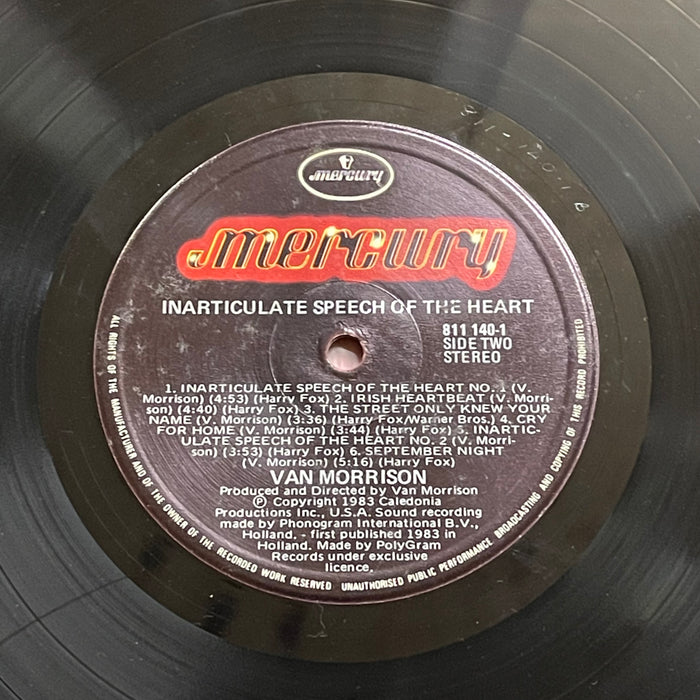 mercury
mercury
INARTICULATE SPEECH OF THE HEART
811 140-1
SIDE TWO
STEREO
1. INARTICULATE SPEECH OF THE HEART NO. 1 (V.
Morrison) (4:53) (Harry Fox) 2. IRISH HEARTBEAT (V. Morri-
son) (4:40) (Harry Fox) 3. THE STREET ONLY KNEW YOUR
NAME (V. Morrison) (3:36) (Harry Fox/Warner Bros.) 4. CRY
FOR HOME (V. Morrison) (3:44) (Harry Fox) 5. INARTIC-
ULATE SPEECH OF THE HEART NO. 2 (V. Morri-
son) (3:53) (Harry Fox) 6. SEPTEMBER NIGHT
(V. Morrison) (5:16) (Harry Fox)
VAN MORRISON
Produced and Directed by Van Morrison
Ⓟ Copyright 1983 Caledonia
Productions Inc., U.S.A. Sound recording
made by Phonogram International B.V.,
Holland. - first published 1983 in
Holland. Made by PolyGram
Records under exclusive
licence.
ALL RIGHTS OF THE MANUFACTURER AND OF THE OWNER OF THE RECORDED WORK RESERVED UNAUTHORISED PUBLIC PERFORMANCE BROADCASTING AND COPYING OF THIS RECORD PROHIBITED